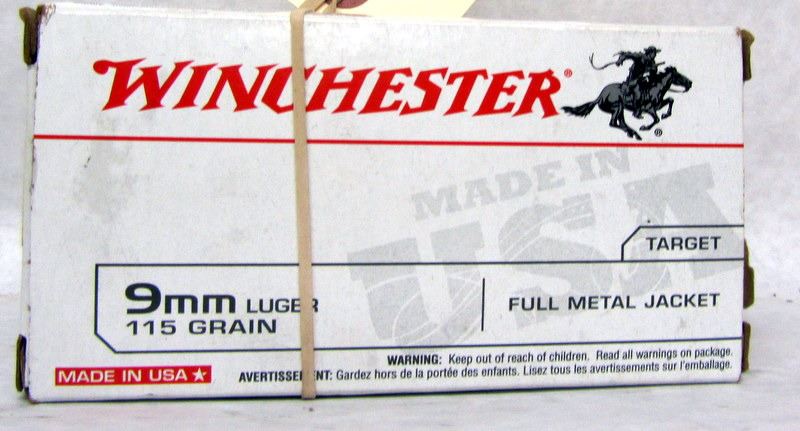 WINCHESTER®
®
MADE IN
USA
TARGET
9mm LUGER
115 GRAIN
FULL METAL JACKET
WARNING: Keep out of reach of children. Read all warnings on package.
MADE IN USA ★
AVERTISSEMENT: Gardez hors de la portée des enfants. Lisez tous les avertissements sur l'emballage.